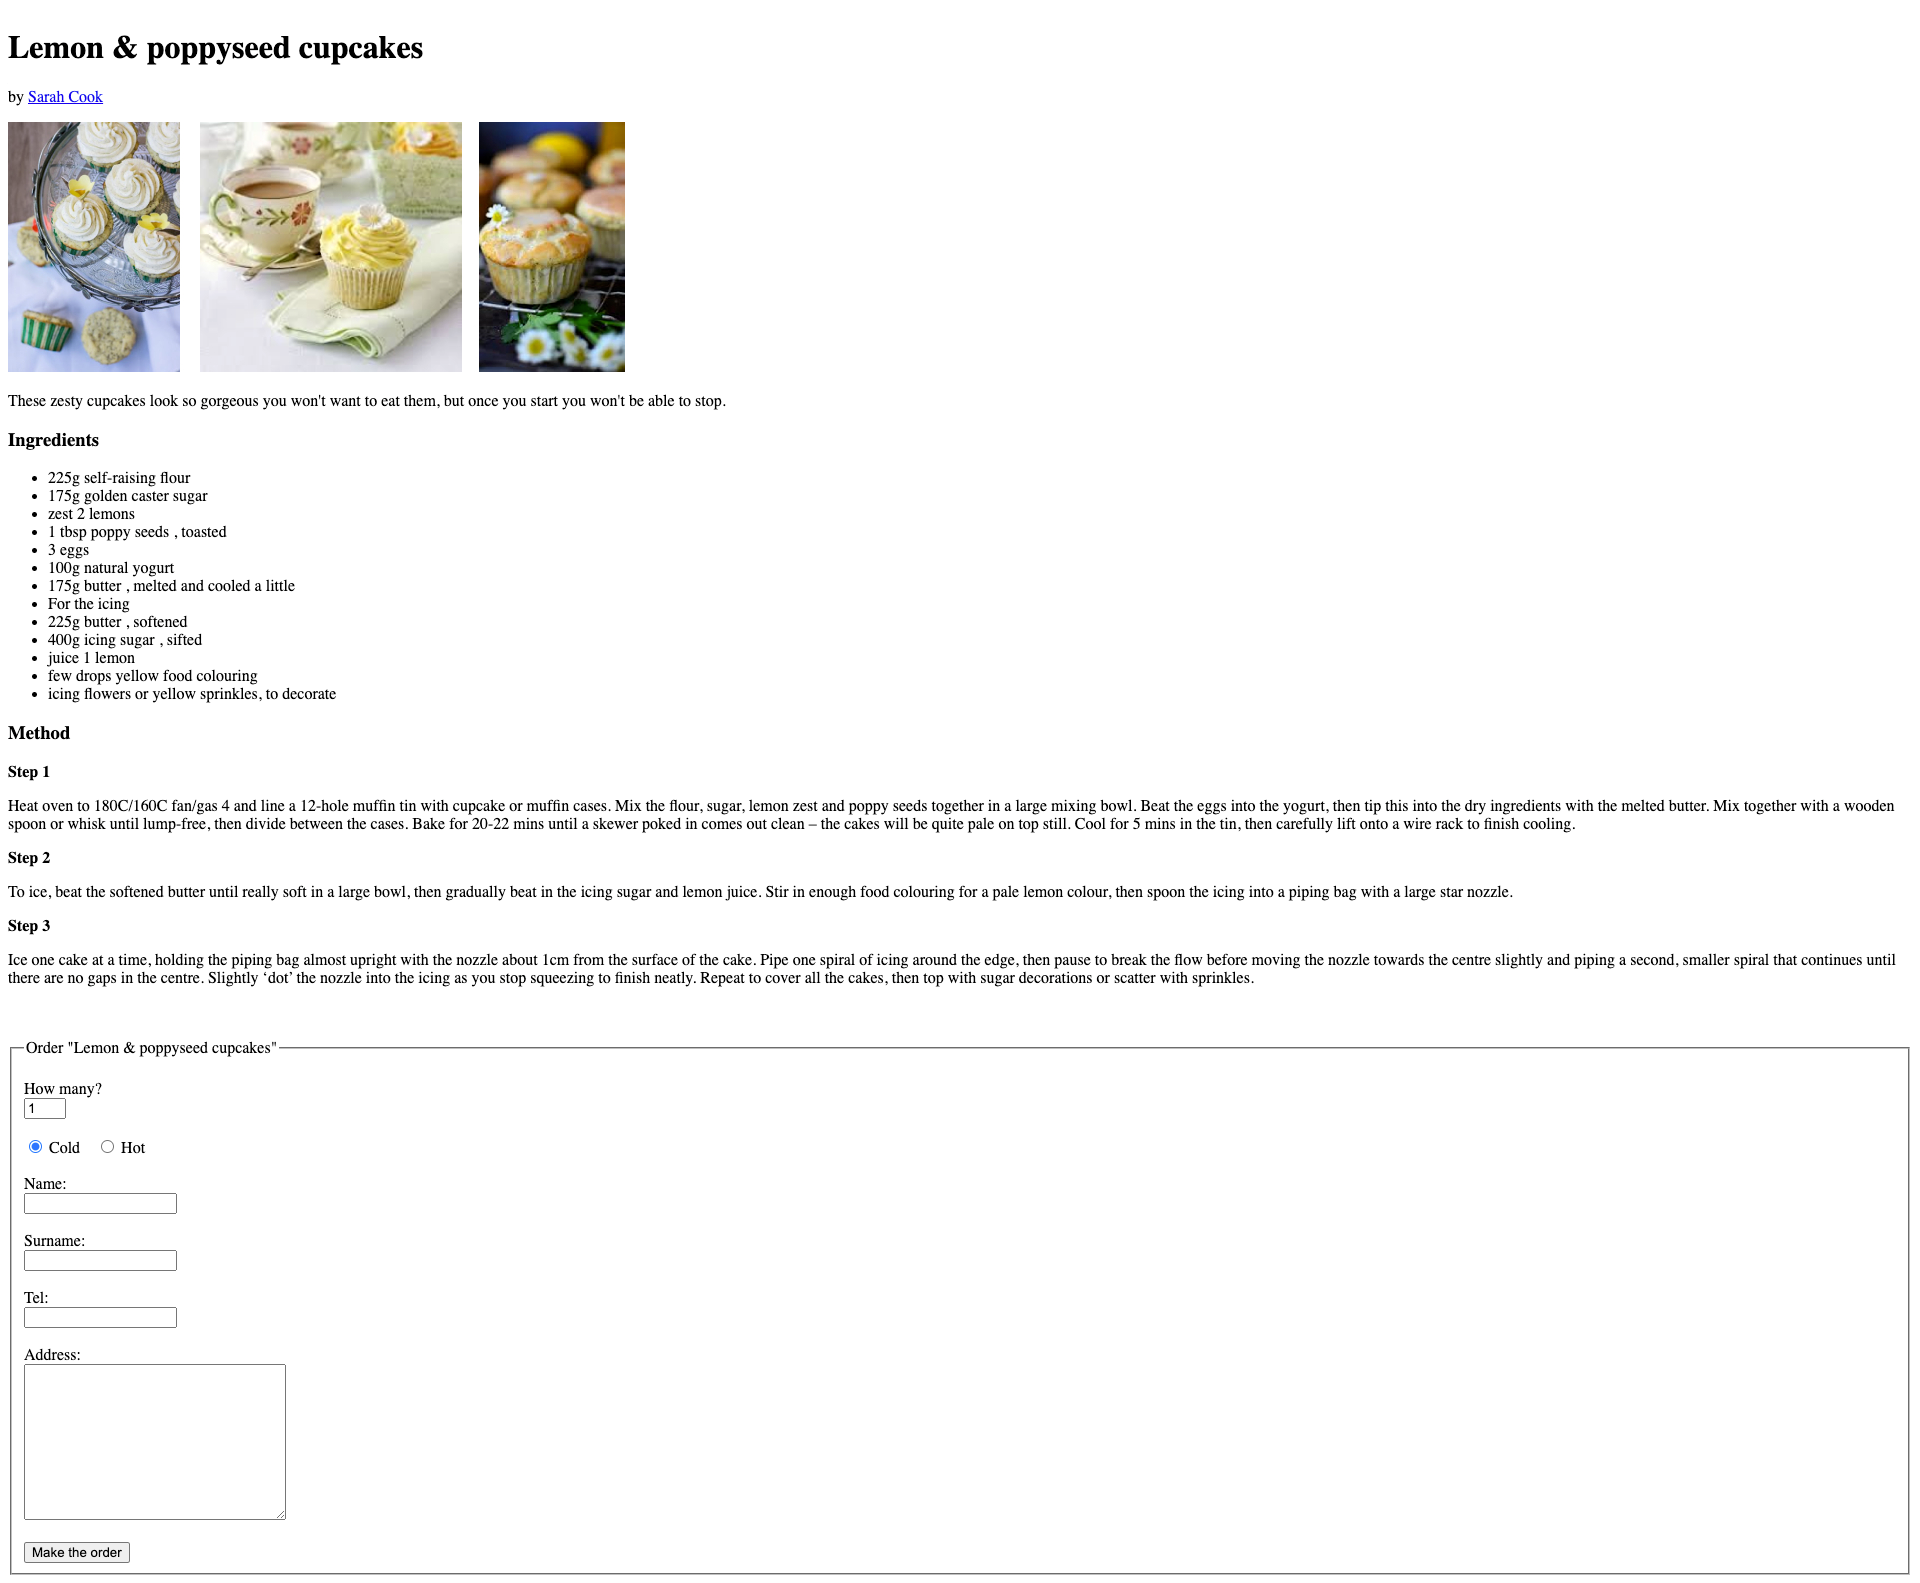 Lemon & poppyseed cupcakes
by Sarah Cook
These zesty cupcakes look so gorgeous you won't want to eat them, but once you start you won't be able to stop.
Ingredients
• 225g self-raising flour
• 175g golden caster sugar
• zest 2 lemons
• 1 tbsp poppy seeds , toasted
• 3 eggs
• 100g natural yogurt
• 175g butter , melted and cooled a little
• For the icing
• 225g butter , softened
• 400g icing sugar , sifted
• juice 1 lemon
• few drops yellow food colouring
• icing flowers or yellow sprinkles, to decorate
Method
Step 1
Heat oven to 180C/160C fan/gas 4 and line a 12-hole muffin tin with cupcake or muffin cases. Mix the flour, sugar, lemon zest and poppy seeds together in a large mixing bowl. Beat the eggs into the yogurt, then tip this into the dry ingredients with the melted butter. Mix together with a wooden
spoon or whisk until lump-free, then divide between the cases. Bake for 20-22 mins until a skewer poked in comes out clean – the cakes will be quite pale on top still. Cool for 5 mins in the tin, then carefully lift onto a wire rack to finish cooling.
Step 2
To ice, beat the softened butter until really soft in a large bowl, then gradually beat in the icing sugar and lemon juice. Stir in enough food colouring for a pale lemon colour, then spoon the icing into a piping bag with a large star nozzle.
Step 3
Ice one cake at a time, holding the piping bag almost upright with the nozzle about 1cm from the surface of the cake. Pipe one spiral of icing around the edge, then pause to break the flow before moving the nozzle towards the centre slightly and piping a second, smaller spiral that continues until
there are no gaps in the centre. Slightly ‘dot’ the nozzle into the icing as you stop squeezing to finish neatly. Repeat to cover all the cakes, then top with sugar decorations or scatter with sprinkles.
Order "Lemon & poppyseed cupcakes"
How many?
1
Cold Hot
Name:
Surname:
Tel:
Address:
Make the order